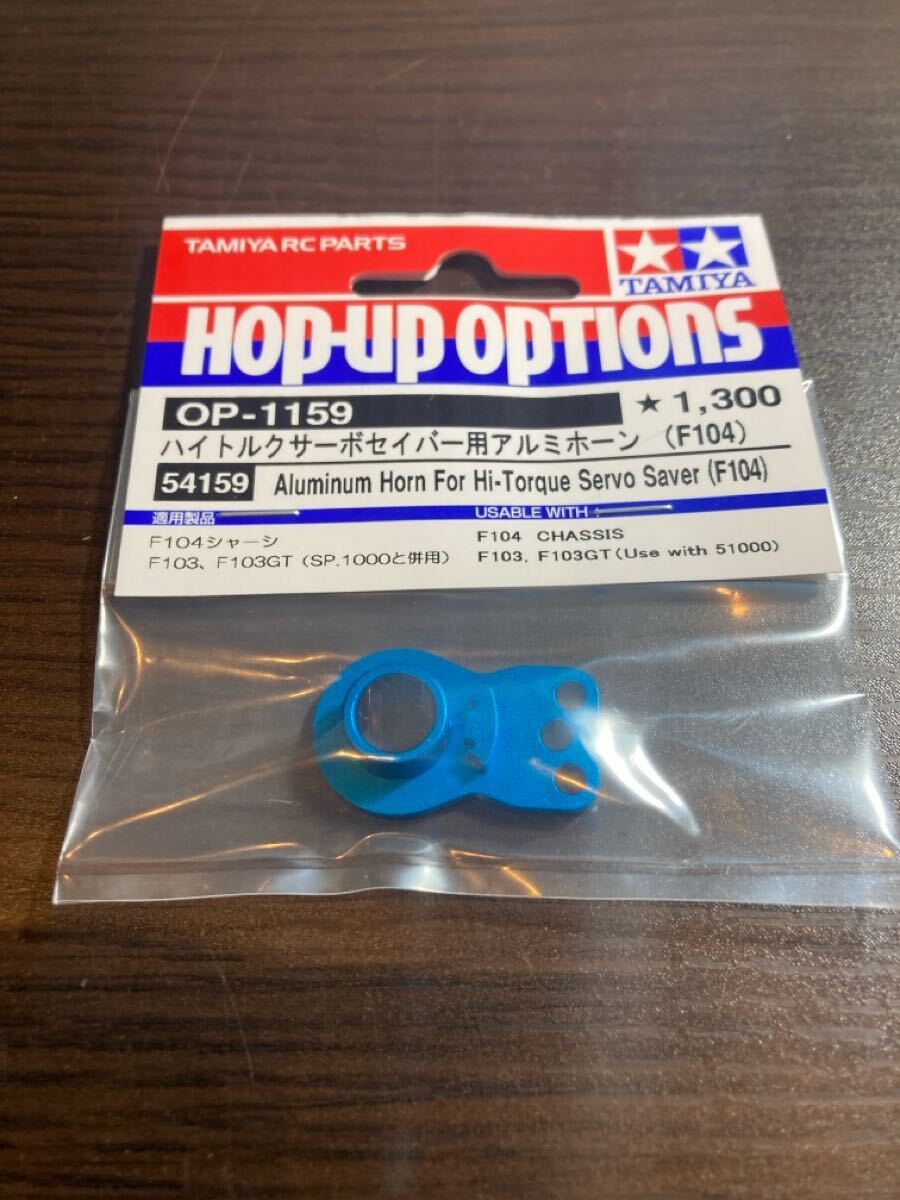 TAMIYA RC PARTS
TAMIYA
HOP-UP OPTIONS
OP-1159
★ 1,300
ハイトルクサーボセイバー用アルミホーン (F104)
54159 Aluminum Horn For Hi-Torque Servo Saver (F104)
適用製品
F104シャーシ
F103、F103GT (SP.1000と併用)
USABLE WITH
F104 CHASSIS
F103, F103GT (Use with 51000)